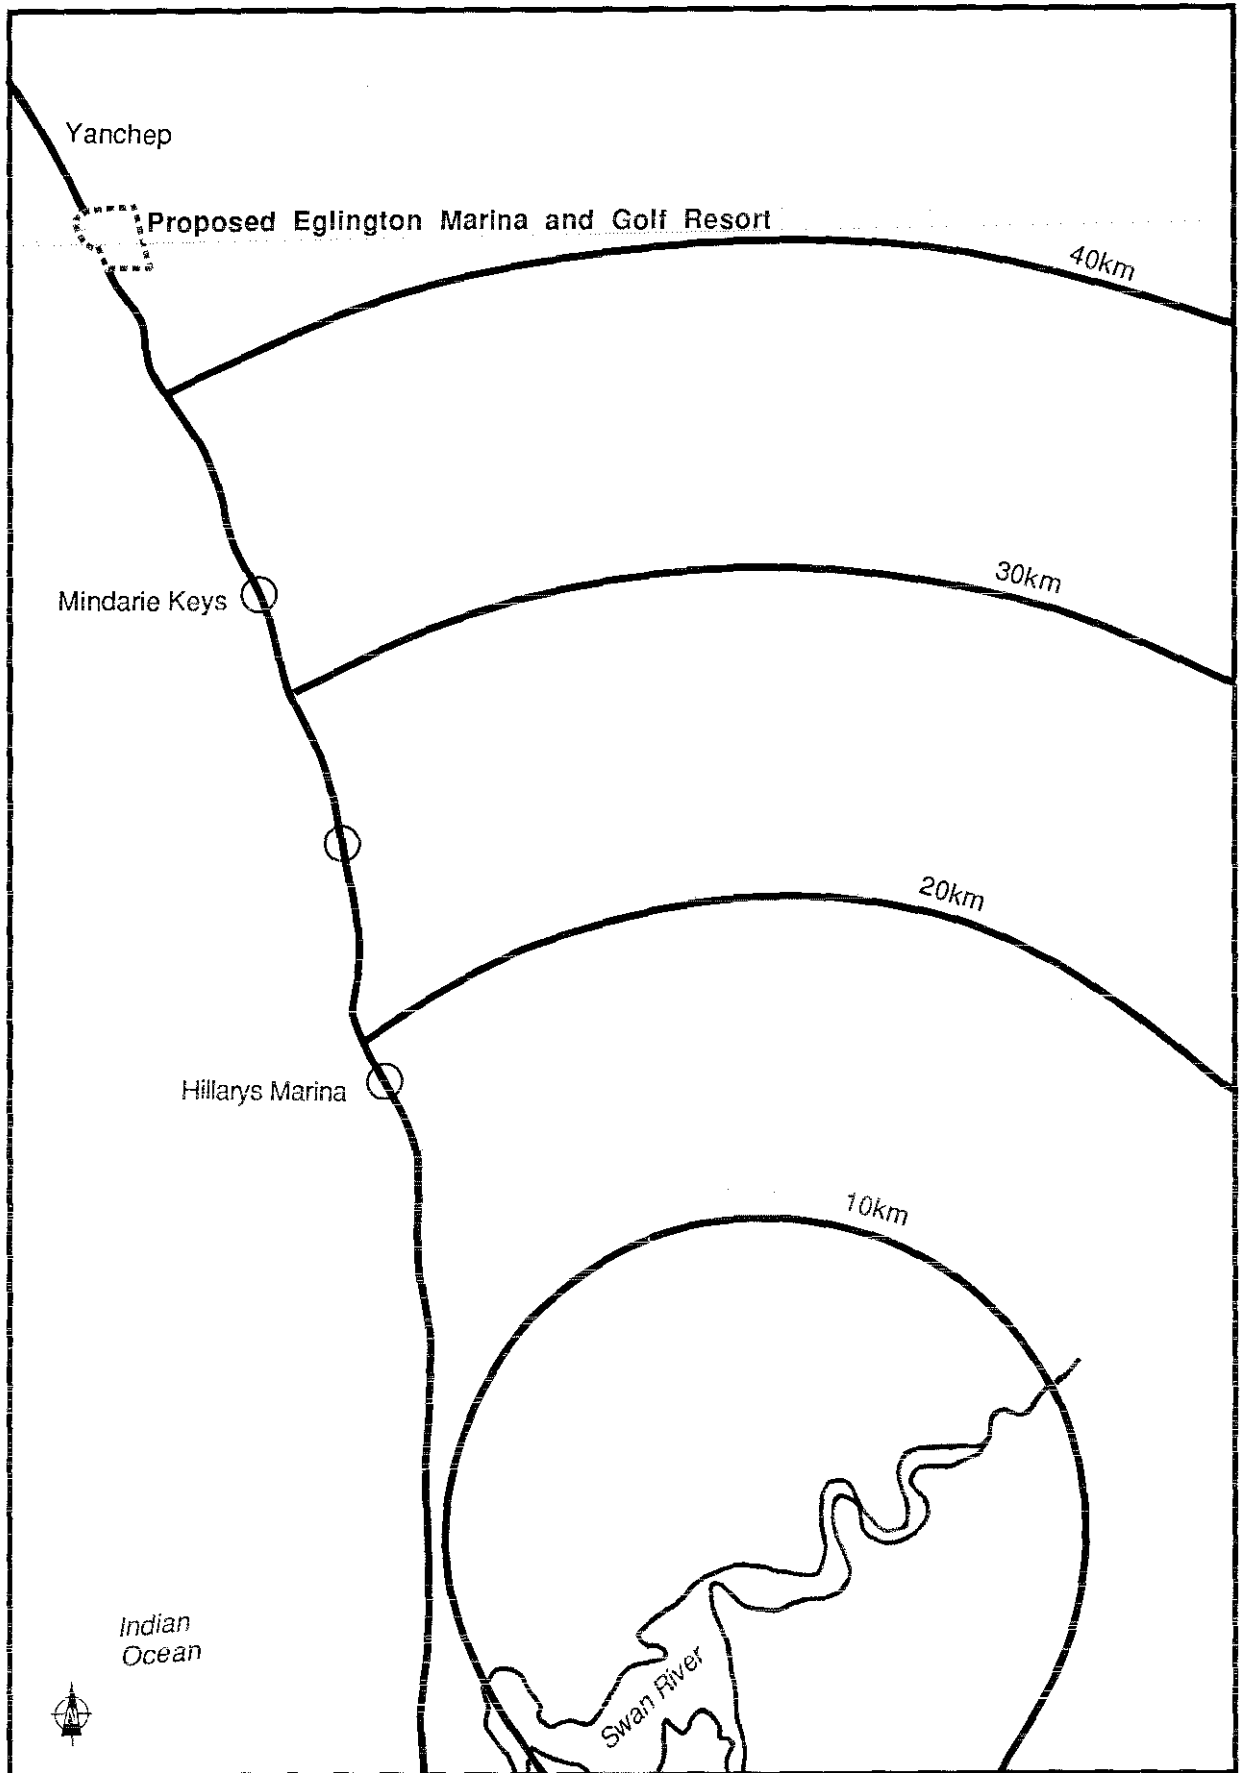 Yanchep
Proposed Eglington Marina and Golf Resort
40km
30km
Mindarie Keys
20km
Hillarys Marina
10km
Indian
Ocean
Swan River